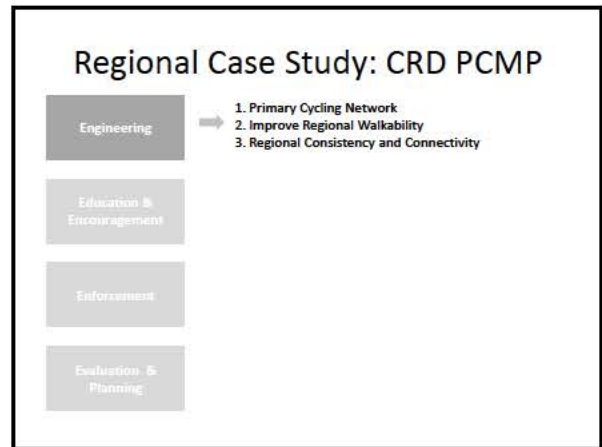 Regional Case Study: CRD PCMP
Engineering
1. Primary Cycling Network
2. Improve Regional Walkability
3. Regional Consistency and Connectivity
Education &
Encouragement
Enforcement
Evaluation &
Planning